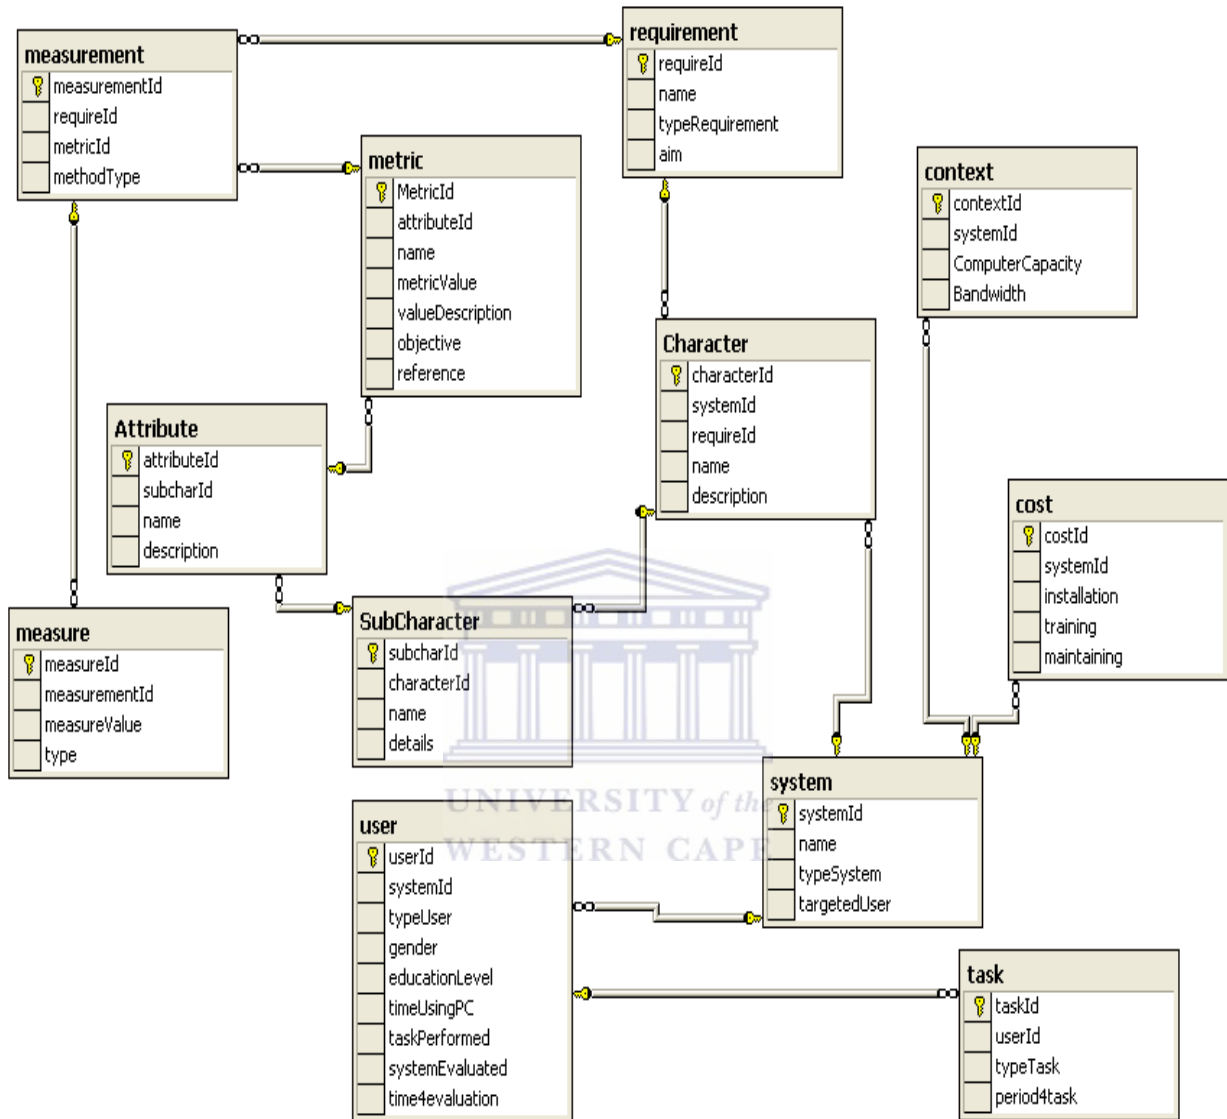 measurement
measurementId
requireId
metricId
methodType
requirement
requireId
name
typeRequirement
aim
metric
MetricId
attributeId
name
metricValue
valueDescription
objective
reference
context
contextId
systemId
ComputerCapacity
Bandwidth
Character
characterId
systemId
requireId
name
description
Attribute
attributeId
subcharId
name
description
cost
costId
systemId
installation
training
maintaining
measure
measureId
measurementId
measureValue
type
SubCharacter
subcharId
characterId
name
details
system
systemId
name
typeSystem
targetedUser
UNIVERSITY of the
WESTERN CAPE
user
userId
systemId
typeUser
gender
educationLevel
timeUsingPC
taskPerformed
systemEvaluated
time4evaluation
task
taskId
userId
typeTask
period4task